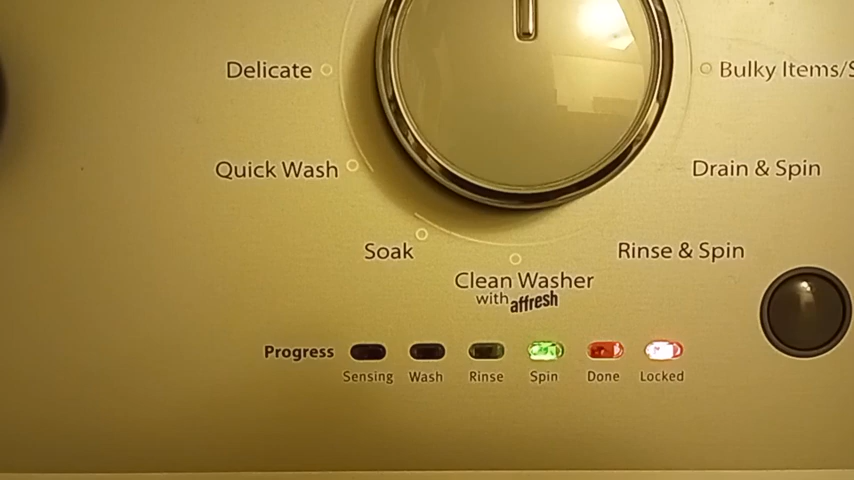 Delicate
Bulky Items/S
Quick Wash
Drain & Spin
Soak
Rinse & Spin
Clean Washer
with affresh
Progress
Sensing
Wash
Rinse
Spin
Done
Locked